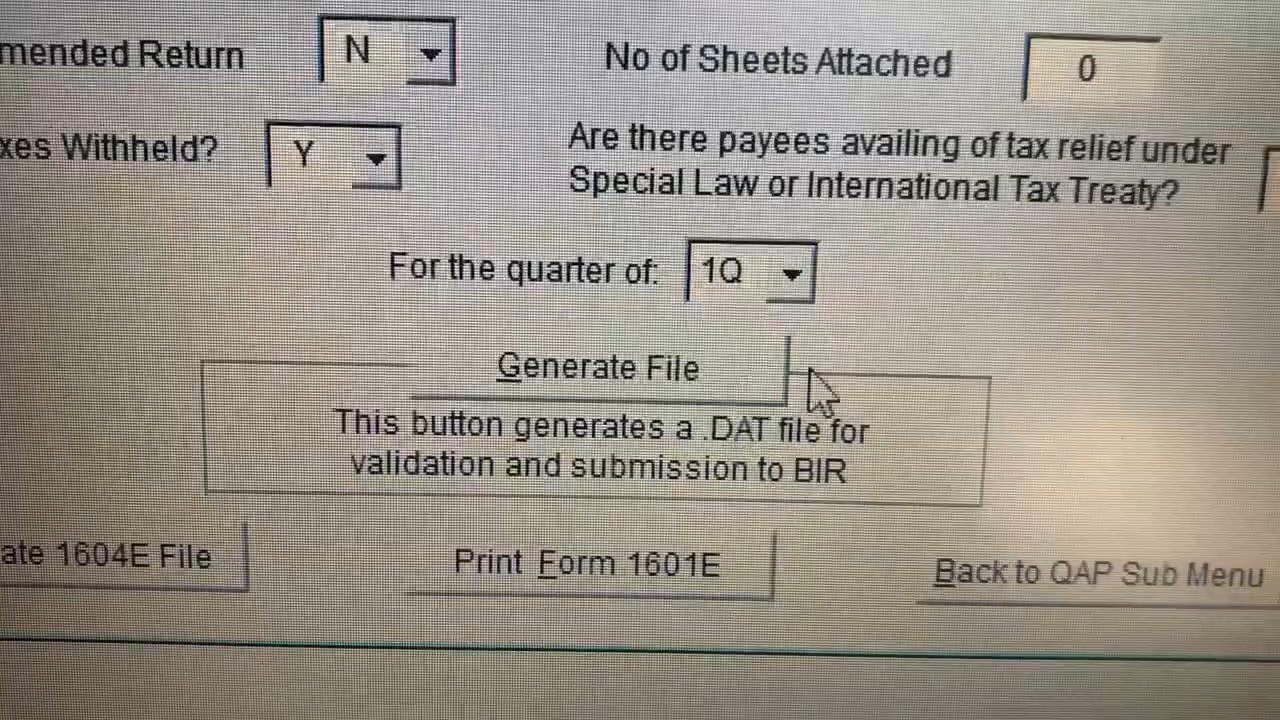 mended Return N No of Sheets Attached 0
xes Withheld? Y Are there payees availing of tax relief under
Special Law or International Tax Treaty?
For the quarter of: 1Q
Generate File
This button generates a .DAT file for
validation and submission to BIR
ate 1604E File Print Form 1601E Back to QAP Sub Menu